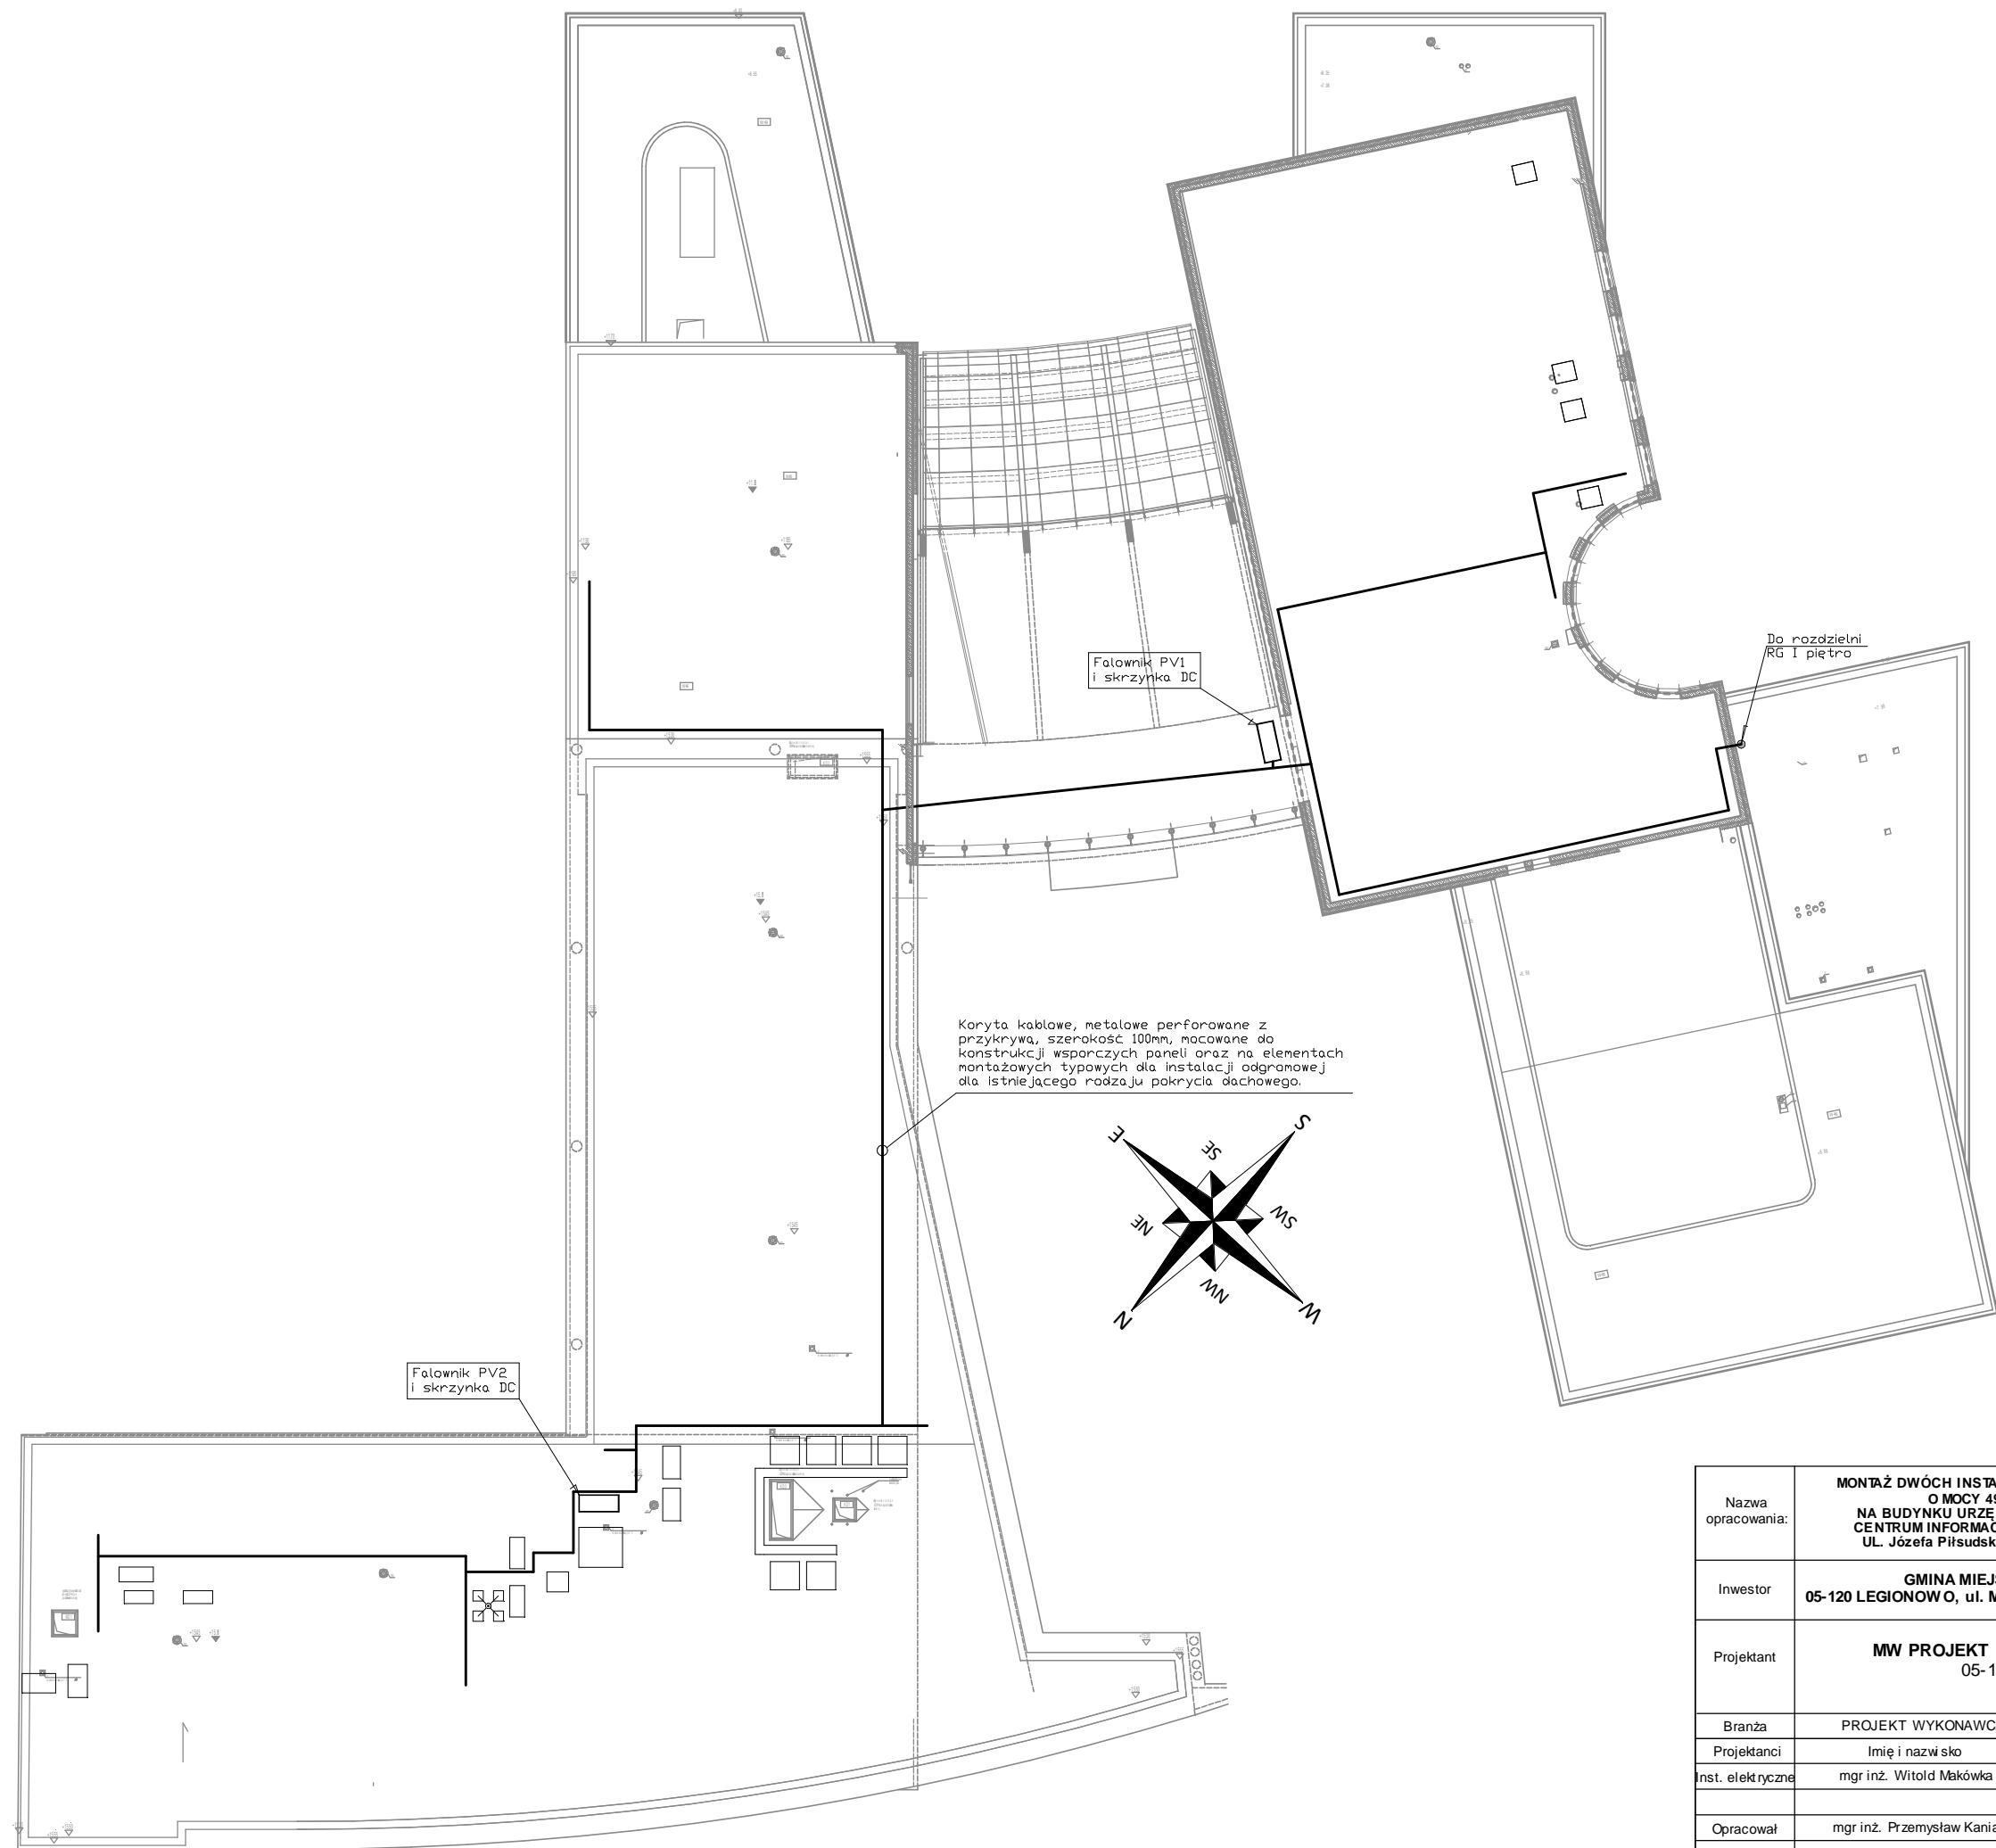 Falownik PV1
i skrzynka DC
Do rozdzielni
RG I piętro
Koryta kablowe, metalowe perforowane z
przykrywą, szerokość 100mm, mocowane do
konstrukcji wsporczych paneli oraz na elementach
montażowych typowych dla instalacji odgromowej
dla istniejącego rodzaju pokrycia dachowego.
E
SE
S
NE
SW
N
NW
W
Falownik PV2
i skrzynka DC
Nazwa
opracowania:
MONTAŻ DWÓCH INSTA
O MOCY 49
NA BUDYNKU URZĘ
CENTRUM INFORMAC
UL. Józefa Piłsudsk
Inwestor
GMINA MIEJS
05-120 LEGIONOWO, ul. M
Projektant
MW PROJEKT
05-1
Branża
PROJEKT WYKONAWC
Projektanci
Imię i nazwisko
Inst. elektryczne
mgr inż. Witold Makówka
Opracował
mgr inż. Przemysław Kania